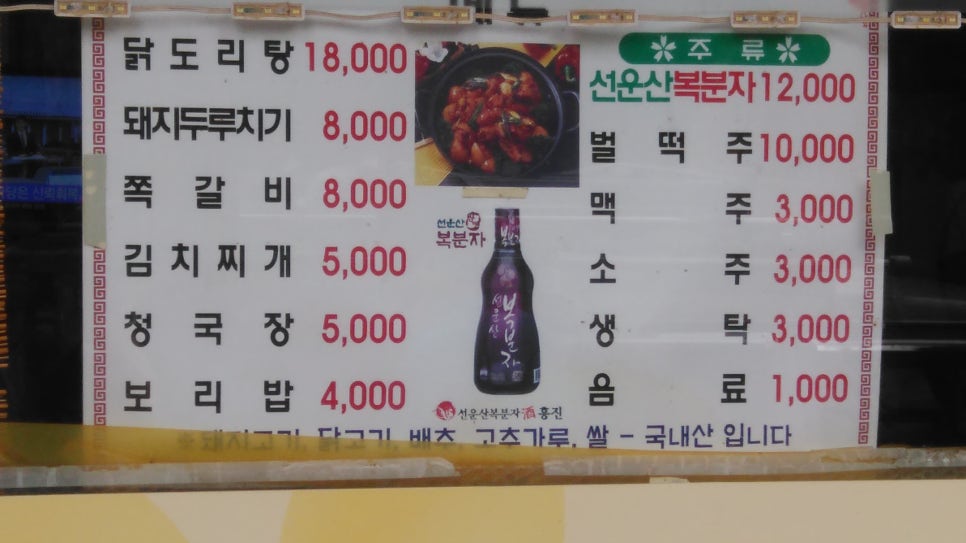 닭도리탕 18,000
돼지두루치기 8,000
쪽갈비 8,000
김치찌개 5,000
청국장 5,000
보리밥 4,000
선운산
복분자
선운산
복분자
선운산복분자酒 흥진
주류
선운산복분자 12,000
벌떡주 10,000
맥주 3,000
소주 3,000
생탁 3,000
음료 1,000
돼지고기, 닭고기, 배추, 고추가루, 쌀 - 국내산 입니다